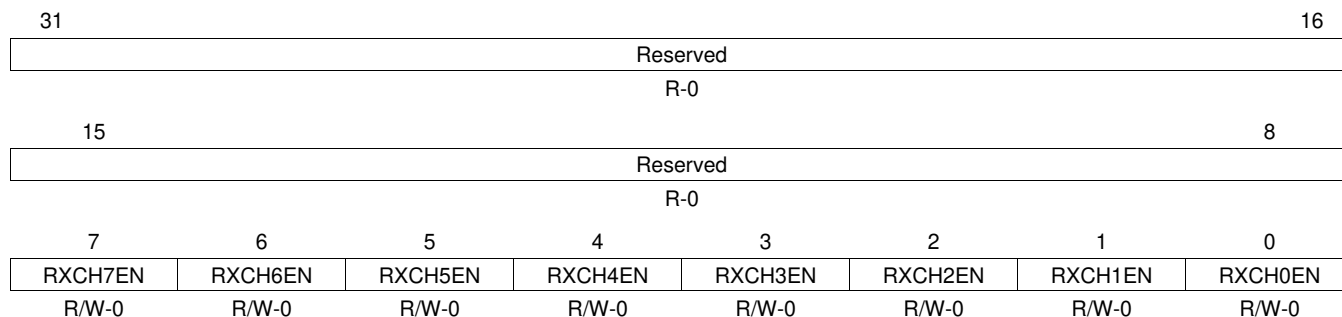 31 16
Reserved
R-0
15 8
Reserved
R-0
7 6 5 4 3 2 1 0
RXCH7EN RXCH6EN RXCH5EN RXCH4EN RXCH3EN RXCH2EN RXCH1EN RXCH0EN
R/W-0 R/W-0 R/W-0 R/W-0 R/W-0 R/W-0 R/W-0 R/W-0